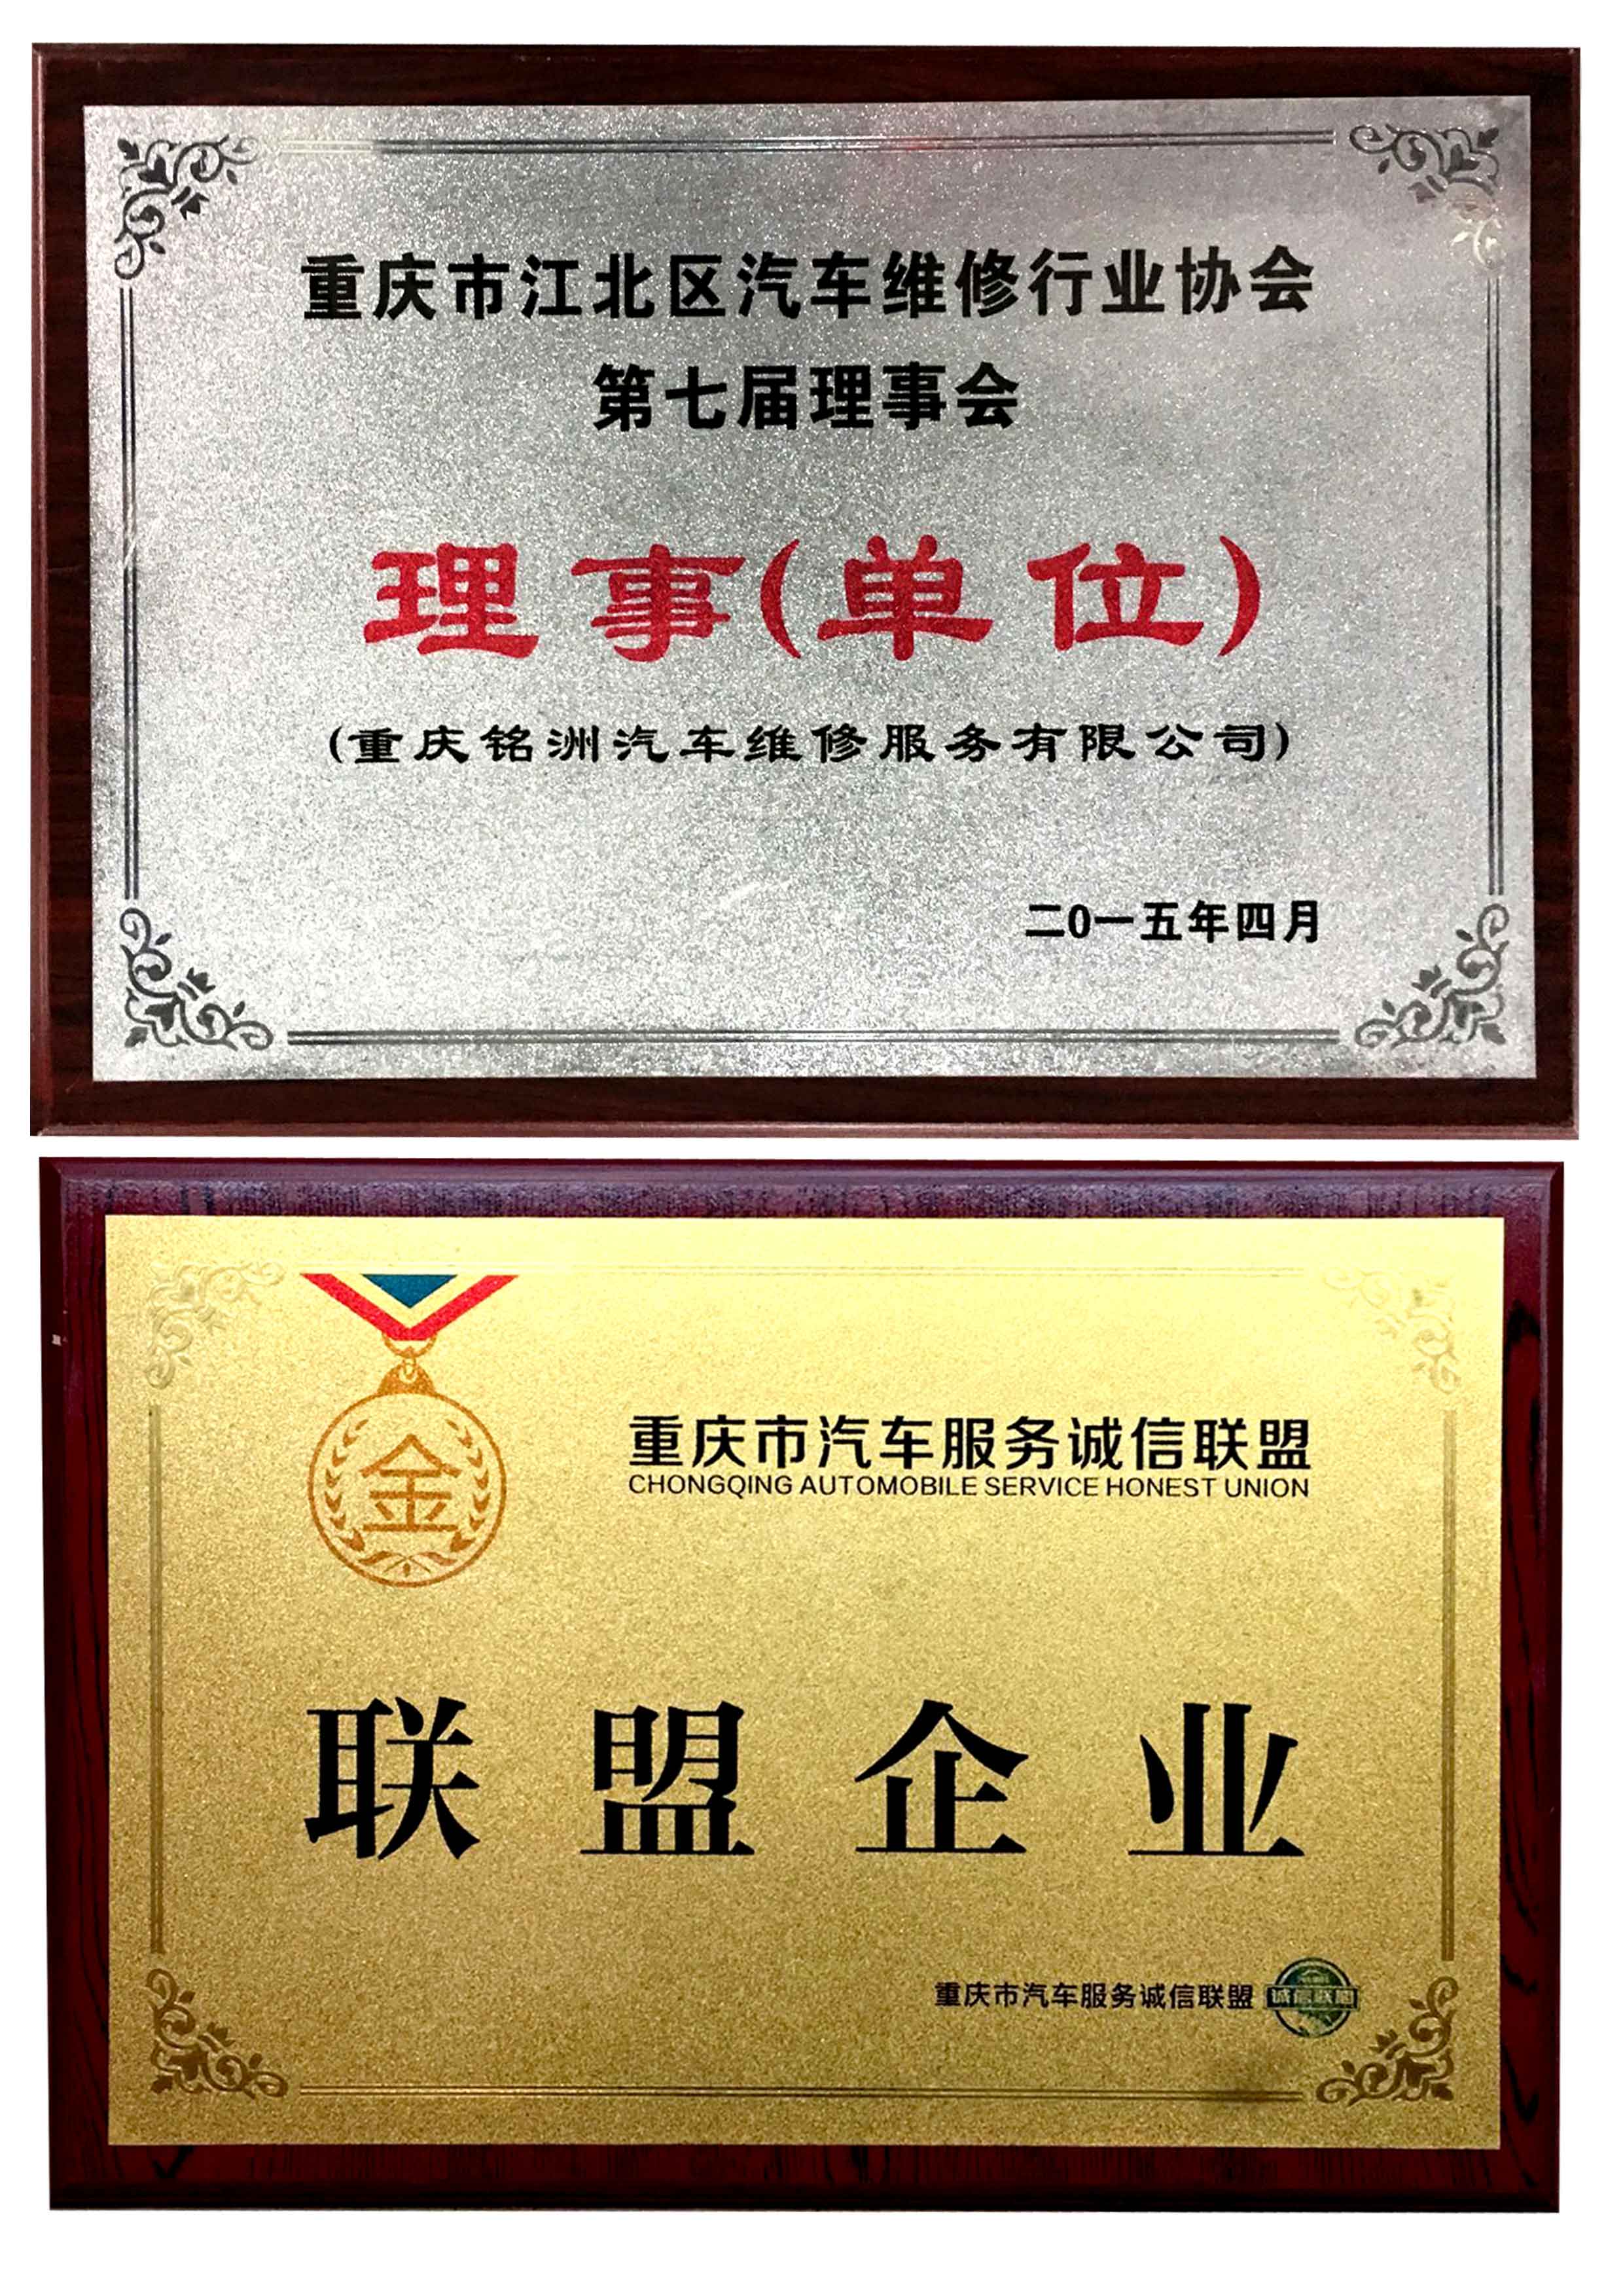 重庆市江北区汽车维修行业协会
第七届理事会
理事(单位)
(重庆铭洲汽车维修服务有限公司)
二0一五年四月
金
重庆市汽车服务诚信联盟
CHONGQING AUTOMOBILE SERVICE HONEST UNION
联盟企业
重庆市汽车服务诚信联盟
诚信联盟